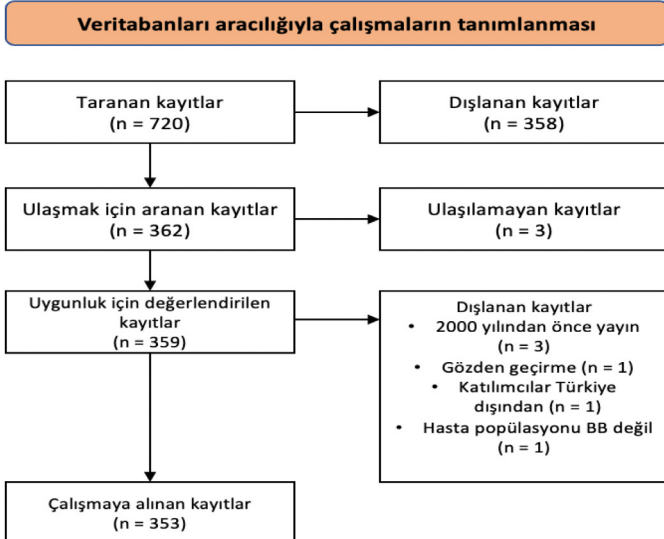 Veritabanları aracılığıyla çalışmaların tanımlanması
Taranan kayıtlar
(n = 720)
Dışlanan kayıtlar
(n = 358)
Ulaşmak için aranan kayıtlar
(n = 362)
Ulaşılamayan kayıtlar
(n = 3)
Uygunluk için değerlendirilen
kayıtlar
(n = 359)
Dışlanan kayıtlar
• 2000 yılından önce yayın
(n = 3)
• Gözden geçirme (n = 1)
• Katılımcılar Türkiye
dışından (n = 1)
• Hasta popülasyonu BB değil
(n = 1)
Çalışmaya alınan kayıtlar
(n = 353)